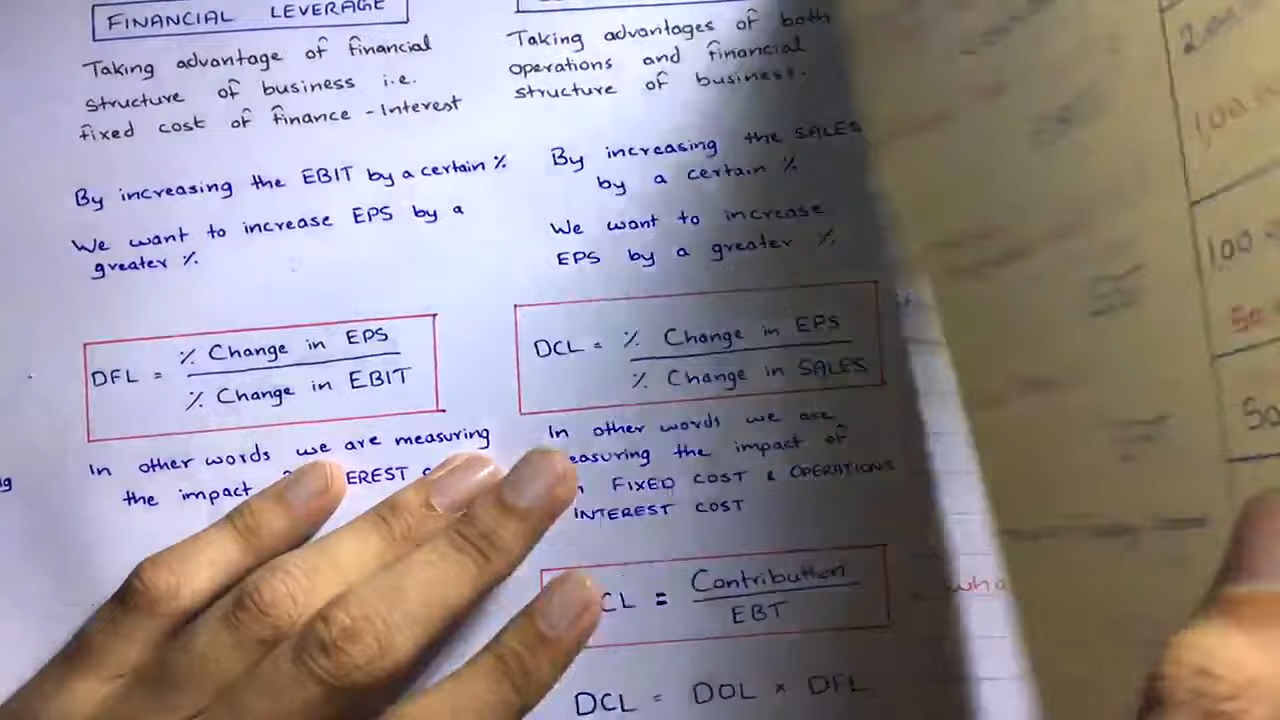 FINANCIAL LEVERAGE
Taking advantage of financial
structure of business i.e.
fixed cost of finance - Interest
By increasing the EBIT by a certain %
We want to increase EPS by a
greater %.
DFL = % Change in EPS
% Change in EBIT
In other words we are measuring
the impact
Taking advantages of both
operations and financial
structure of business.
By increasing the SALES
by a certain %
We want to increase
EPS by a greater %.
DCL = % Change in EPS
% Change in SALES
In other words we are
measuring the impact of
FIXED COST & OPERATIONS
INTEREST COST
CL = Contribution
EBT
DCL = DOL × DFL